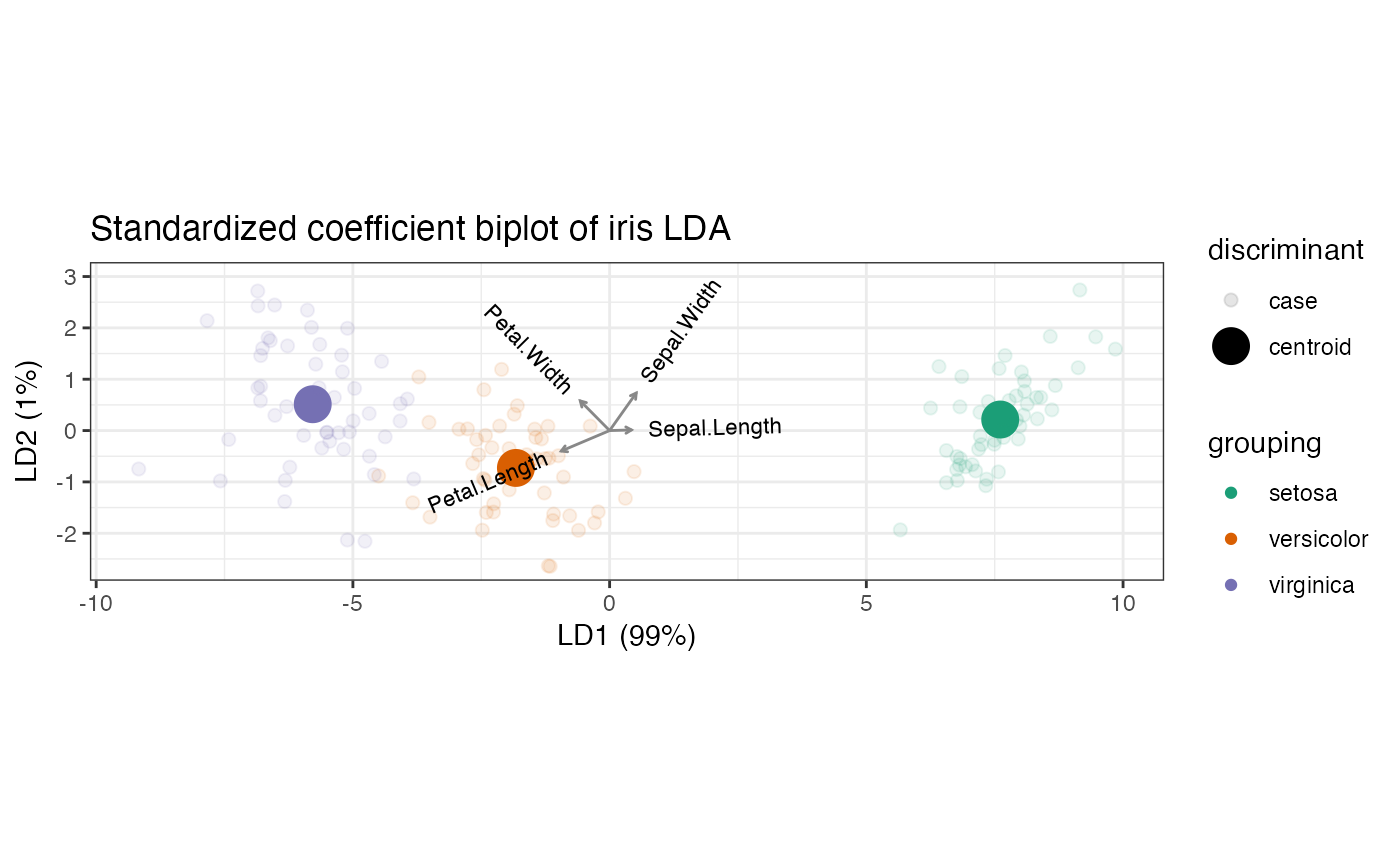 Standardized coefficient biplot of iris LDA
3
2
1
0
-1
-2
LD2 (1%)
Petal.Width
Sepal.Width
Sepal.Length
Petal.Length
-10
-5
0
5
10
LD1 (99%)
discriminant
case
centroid
grouping
setosa
versicolor
virginica